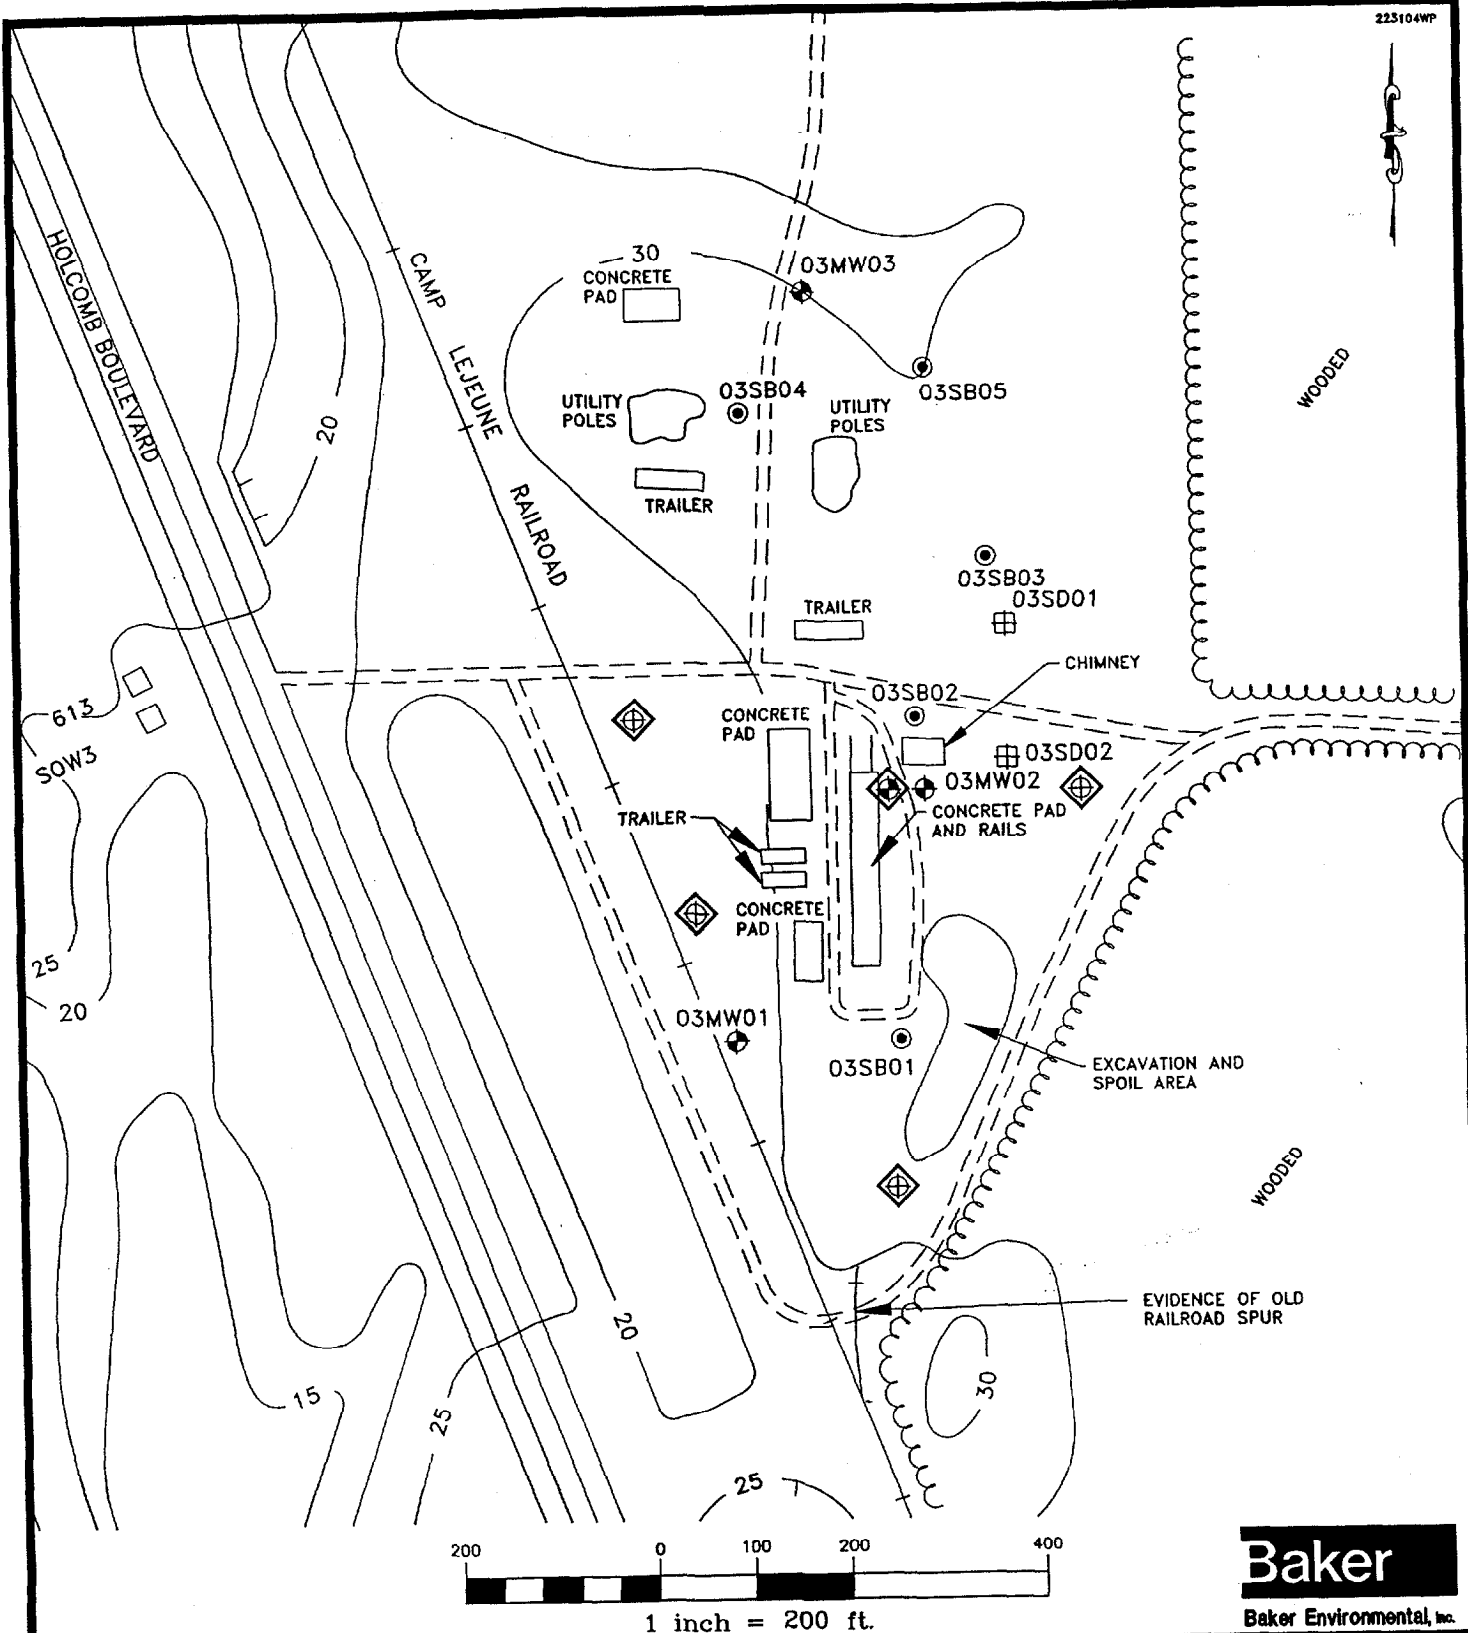 223104WP
30
CONCRETE
PAD
03MW03
HOLCOMB BOULEVARD
CAMP LEJEUNE RAILROAD
20
UTILITY
POLES
03SB04
UTILITY
POLES
03SB05
WOODED
TRAILER
03SB03
03SD01
TRAILER
CHIMNEY
613
SOW3
CONCRETE
PAD
03SB02
03SD02
03MW02
TRAILER
CONCRETE PAD
AND RAILS
CONCRETE
PAD
25
20
03MW01
03SB01
EXCAVATION AND
SPOIL AREA
WOODED
EVIDENCE OF OLD
RAILROAD SPUR
20
30
15
25
25
200 0 100 200 400
1 inch = 200 ft.
Baker
Baker Environmental, Inc.